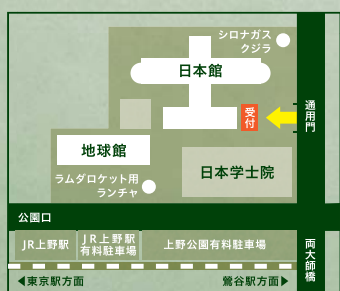 シロナガス
クジラ
日本館
受付
通用門
地球館
ラムダロケット用
ランチャ
日本学士院
公園口
JR上野駅
JR上野駅
有料駐車場
上野公園有料駐車場
両大師橋
◀東京駅方面
鶯谷駅方面▶